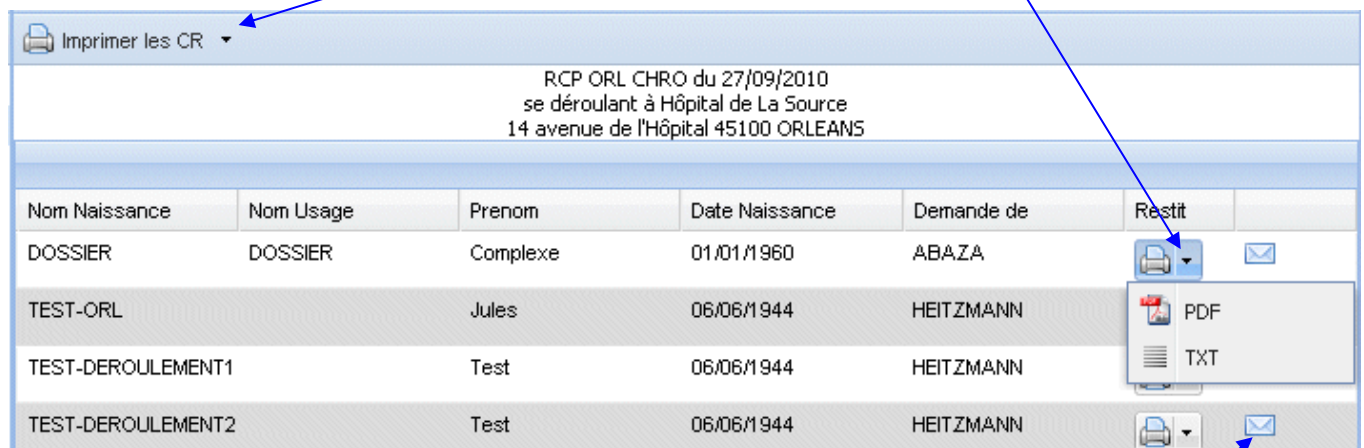 Imprimer les CR
RCP ORL CHRO du 27/09/2010
se déroulant à Hôpital de La Source
14 avenue de l'Hôpital 45100 ORLEANS
Nom Naissance Nom Usage Prenom Date Naissance Demande de Restit
DOSSIER DOSSIER Complexe 01/01/1960 ABAZA
TEST-ORL Jules 06/06/1944 HEITZMANN
PDF
TEST-DEROULEMENT1 Test 06/06/1944 HEITZMANN
TXT
TEST-DEROULEMENT2 Test 06/06/1944 HEITZMANN